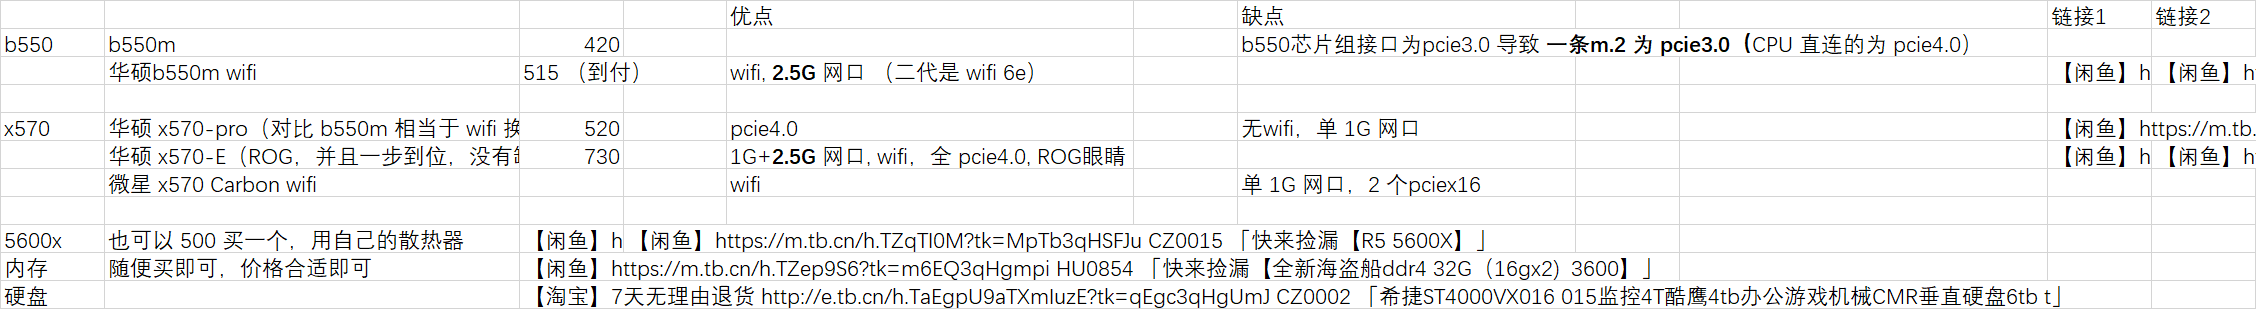 优点 缺点 链接1 链接2
b550 b550m 420 b550芯片组接口为pcie3.0 导致 一条m.2 为 pcie3.0（CPU 直连的为 pcie4.0）
华硕b550m wifi 515 （到付） wifi, 2.5G 网口 （二代是 wifi 6e） 【闲鱼】h 【闲鱼】h
x570 华硕 x570-pro（对比 b550m 相当于 wifi 换 520 pcie4.0 无wifi，单 1G 网口 【闲鱼】https://m.tb.
华硕 x570-E（ROG，并且一步到位，没有 730 1G+2.5G 网口, wifi，全 pcie4.0, ROG眼睛 【闲鱼】h 【闲鱼】h
微星 x570 Carbon wifi wifi 单 1G 网口，2 个pciex16
5600x 也可以 500 买一个，用自己的散热器 【闲鱼】h 【闲鱼】https://m.tb.cn/h.TZqTI0M?tk=MpTb3qHSFJu CZ0015 「快来捡漏【R5 5600X】」
内存 随便买即可，价格合适即可 【闲鱼】https://m.tb.cn/h.TZep9S6?tk=m6EQ3qHgmpi HU0854 「快来捡漏【全新海盗船ddr4 32G（16gx2) 3600】」
硬盘 【淘宝】7天无理由退货 http://e.tb.cn/h.TaEgpU9aTXmIuzE?tk=qEgc3qHgUmJ CZ0002 「希捷ST4000VX016 015监控4T酷鹰4tb办公游戏机械CMR垂直硬盘6tb t」